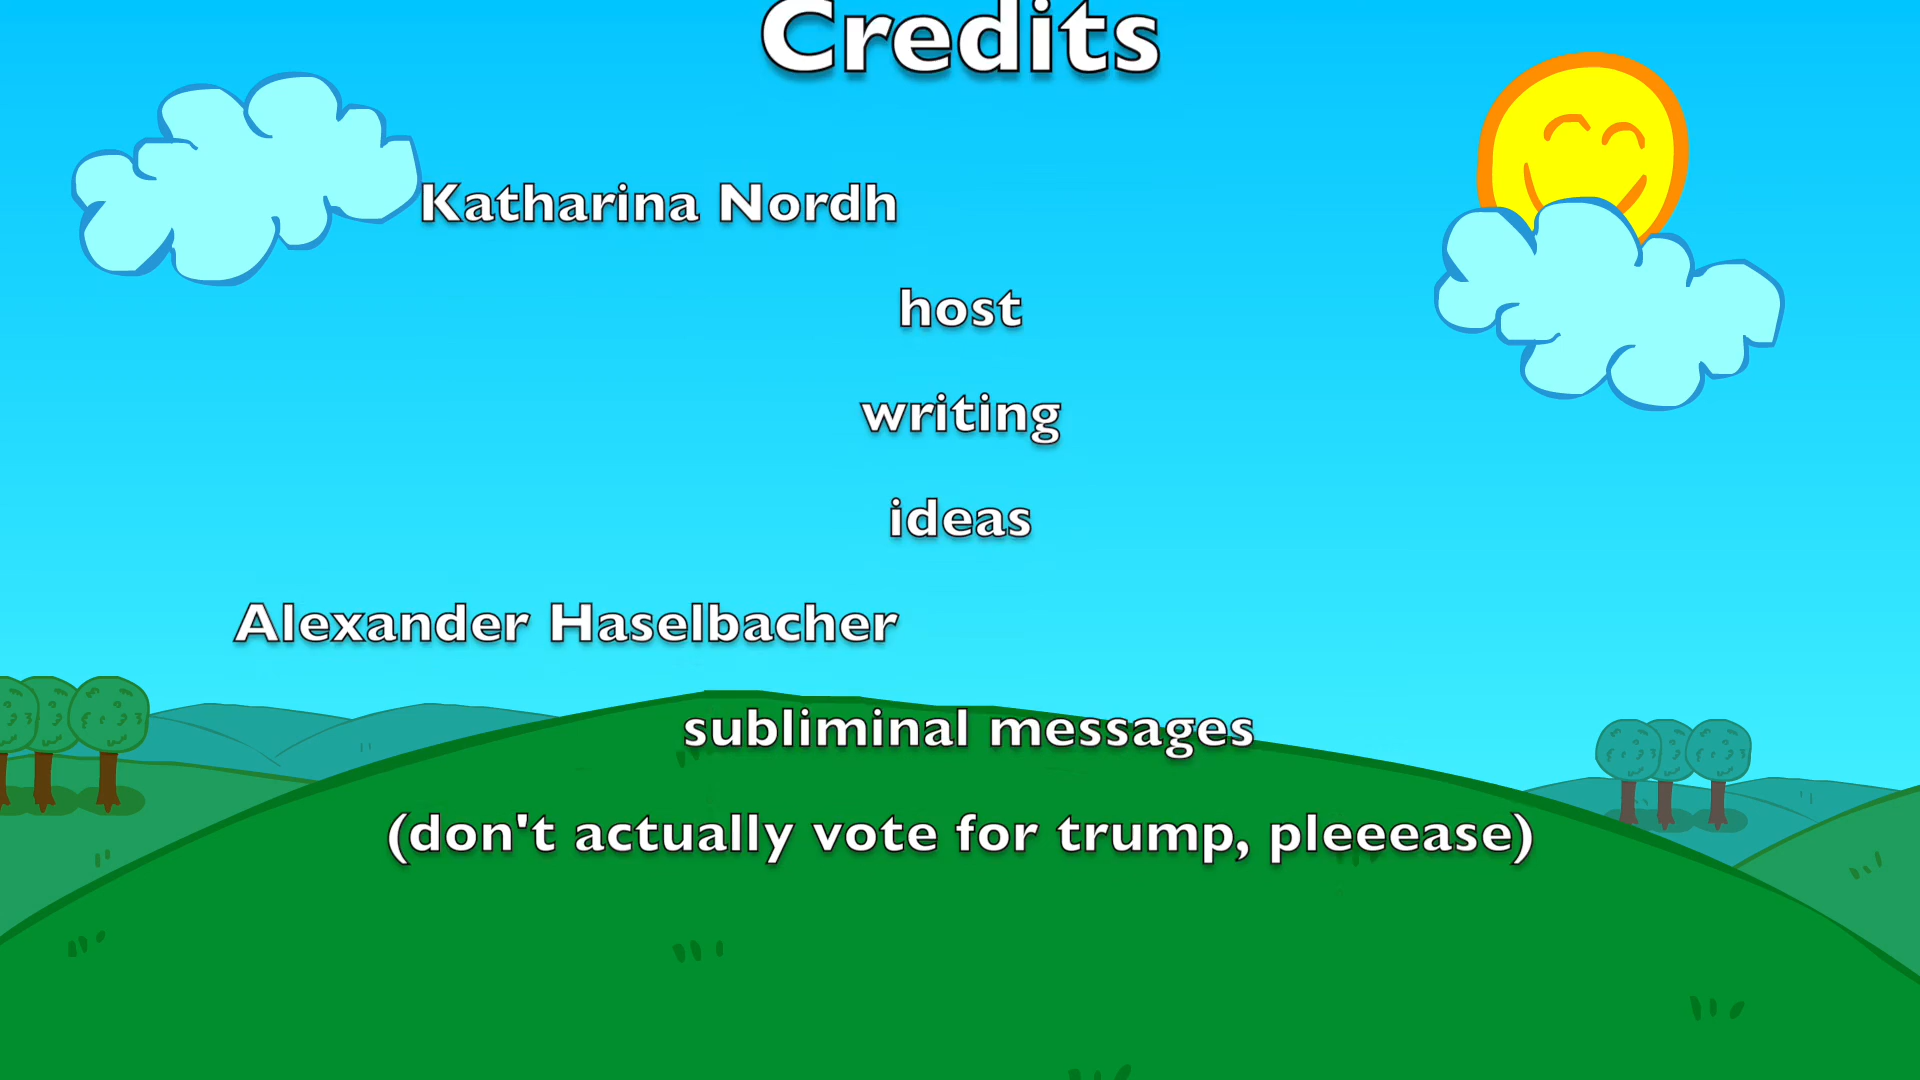 Credits
Katharina Nordh
host
writing
ideas
Alexander Haselbacher
subliminal messages
(don't actually vote for trump, pleeease)